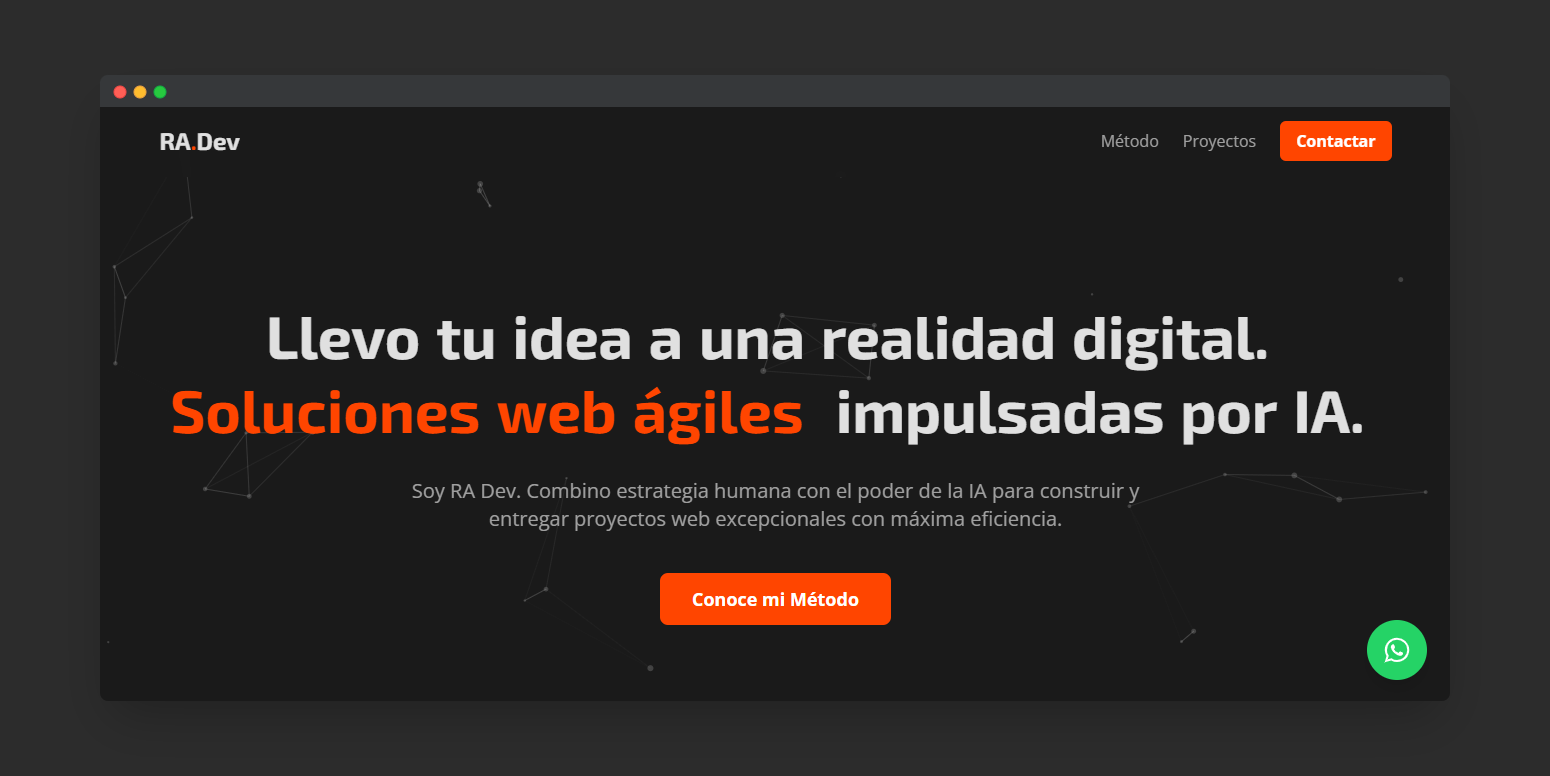 RA.Dev
Método
Proyectos
Contactar
Llevo tu idea a una realidad digital.
Soluciones web ágiles impulsadas por IA.
Soy RA Dev. Combino estrategia humana con el poder de la IA para construir y
entregar proyectos web excepcionales con máxima eficiencia.
Conoce mi Método